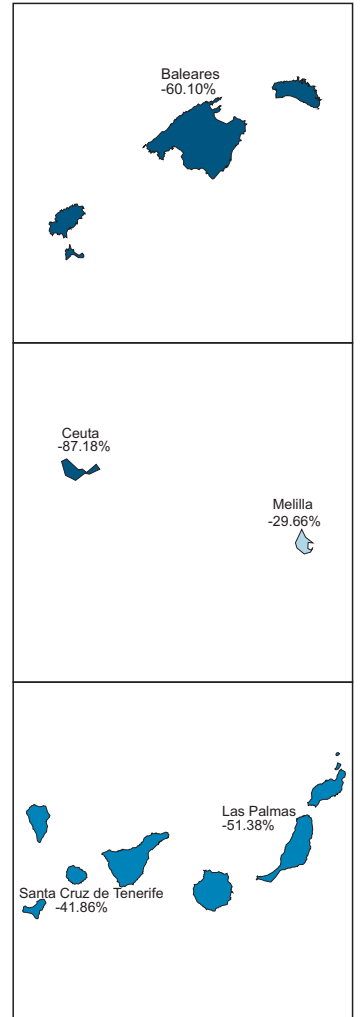 Baleares
-60.10%
Ceuta
-87.18%
Melilla
-29.66%
Las Palmas
-51.38%
Santa Cruz de Tenerife
-41.86%